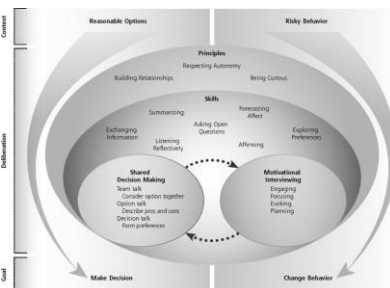 Context
Reasonable Options
Risky Behavior
Deliberation
Principles
Respecting Autonomy
Building Relationships
Being Curious
Skills
Summarizing
Forecasting
Affect
Exchanging
Information
Asking Open
Questions
Exploring
Preferences
Listening
Reflectively
Affirming
Shared
Decision Making
Team talk
Consider option together
Option talk
Describe pros and cons
Decision talk
Form preferences
Motivational
Interviewing
Engaging
Focusing
Evoking
Planning
Goal
Make Decision
Change Behavior